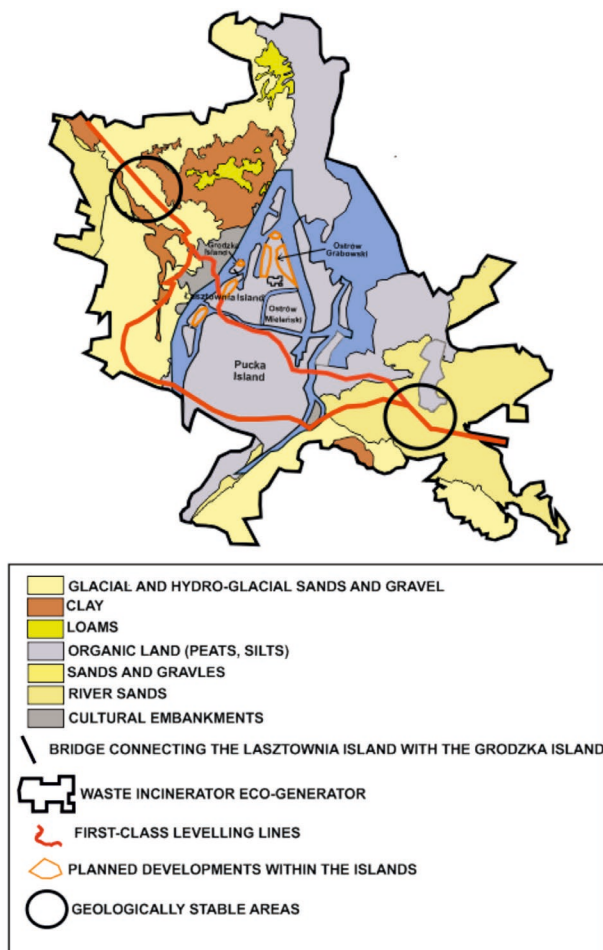 Grodzka
Island
Ostrów
Grabowski
Łasztownia Island
Ostrów
Mieleński
Pucka
Island
GLACIAL AND HYDRO-GLACIAL SANDS AND GRAVEL
CLAY
LOAMS
ORGANIC LAND (PEATS, SILTS)
SANDS AND GRAVLES
RIVER SANDS
CULTURAL EMBANKMENTS
BRIDGE CONNECTING THE LASZTOWNIA ISLAND WITH THE GRODZKA ISLAND
WASTE INCINERATOR ECO-GENERATOR
FIRST-CLASS LEVELLING LINES
PLANNED DEVELOPMENTS WITHIN THE ISLANDS
GEOLOGICALLY STABLE AREAS